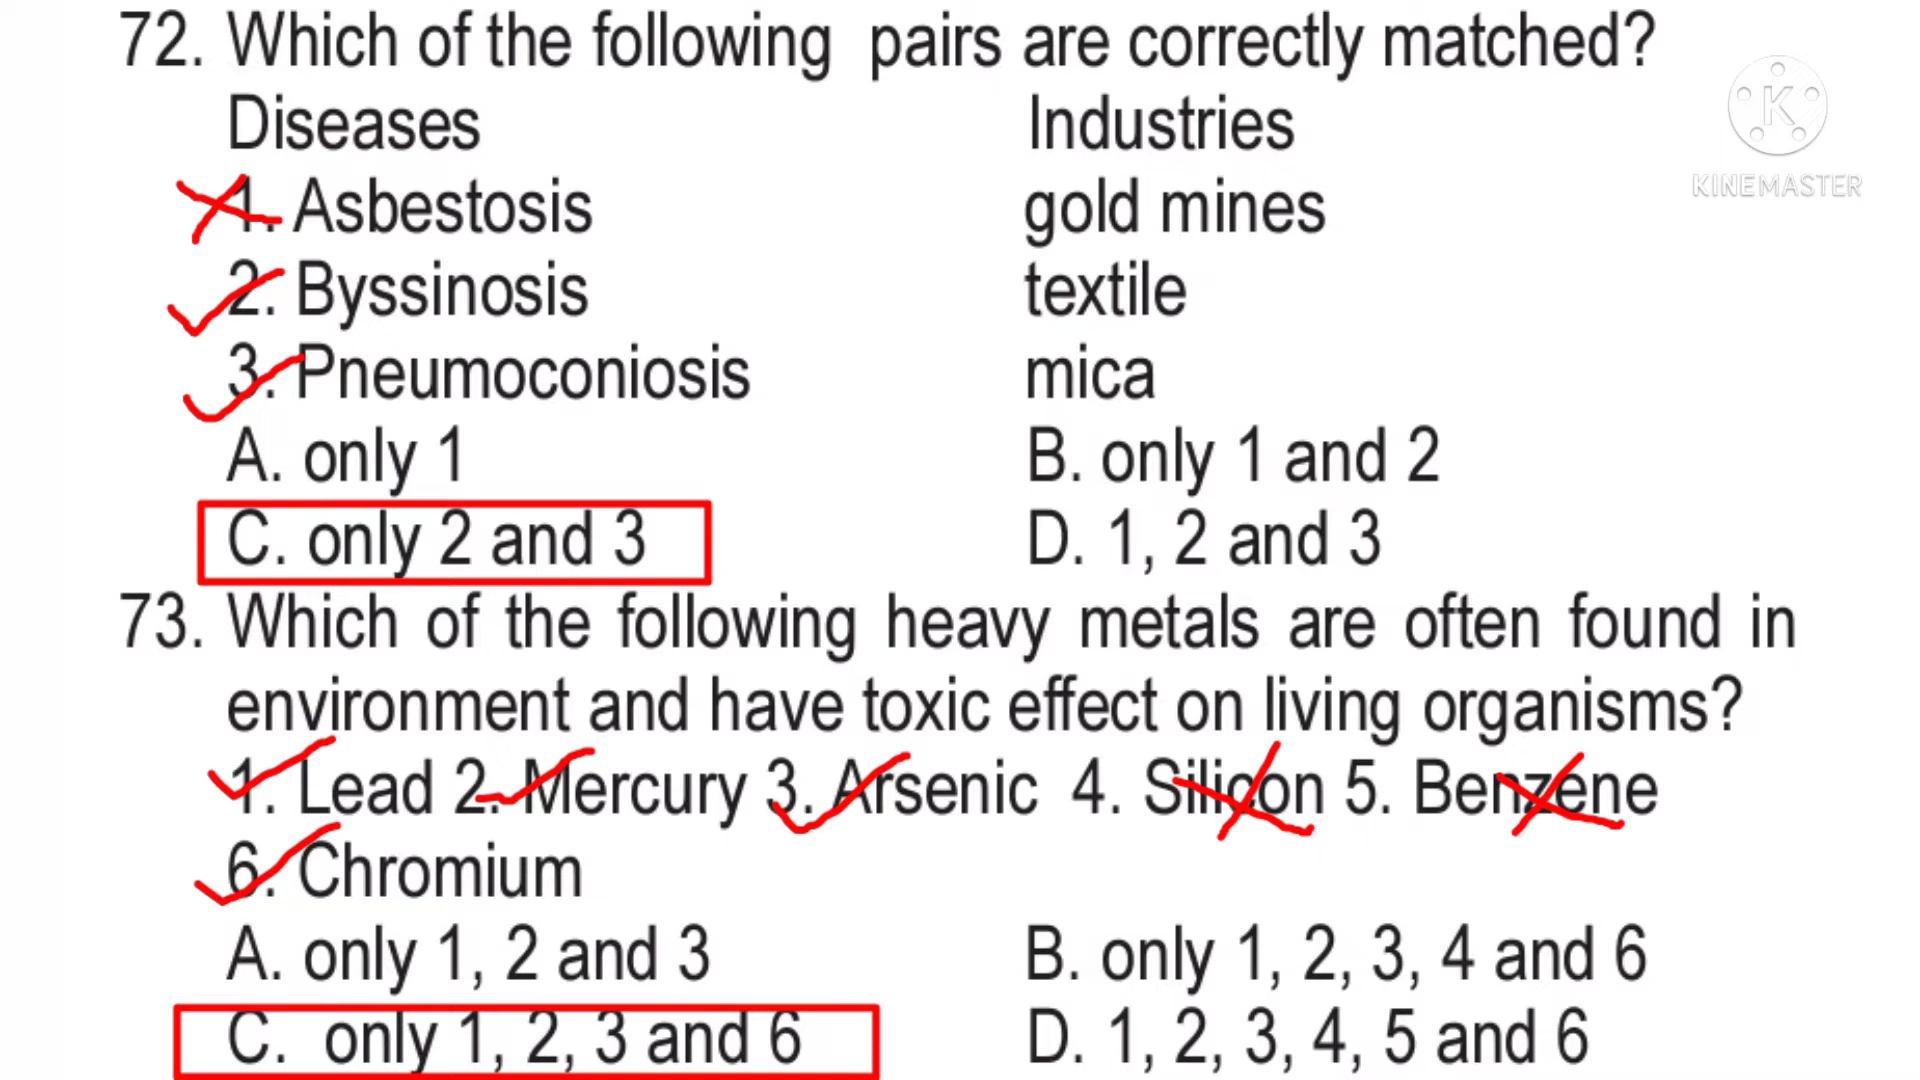 72. Which of the following pairs are correctly matched?
Diseases Industries
1. Asbestosis gold mines
2. Byssinosis textile
3. Pneumoconiosis mica
A. only 1 B. only 1 and 2
C. only 2 and 3 D. 1, 2 and 3
73. Which of the following heavy metals are often found in
environment and have toxic effect on living organisms?
1. Lead 2. Mercury 3. Arsenic 4. Silicon 5. Benzene
6. Chromium
A. only 1, 2 and 3 B. only 1, 2, 3, 4 and 6
C. only 1, 2, 3 and 6 D. 1, 2, 3, 4, 5 and 6
K
KINEMASTER